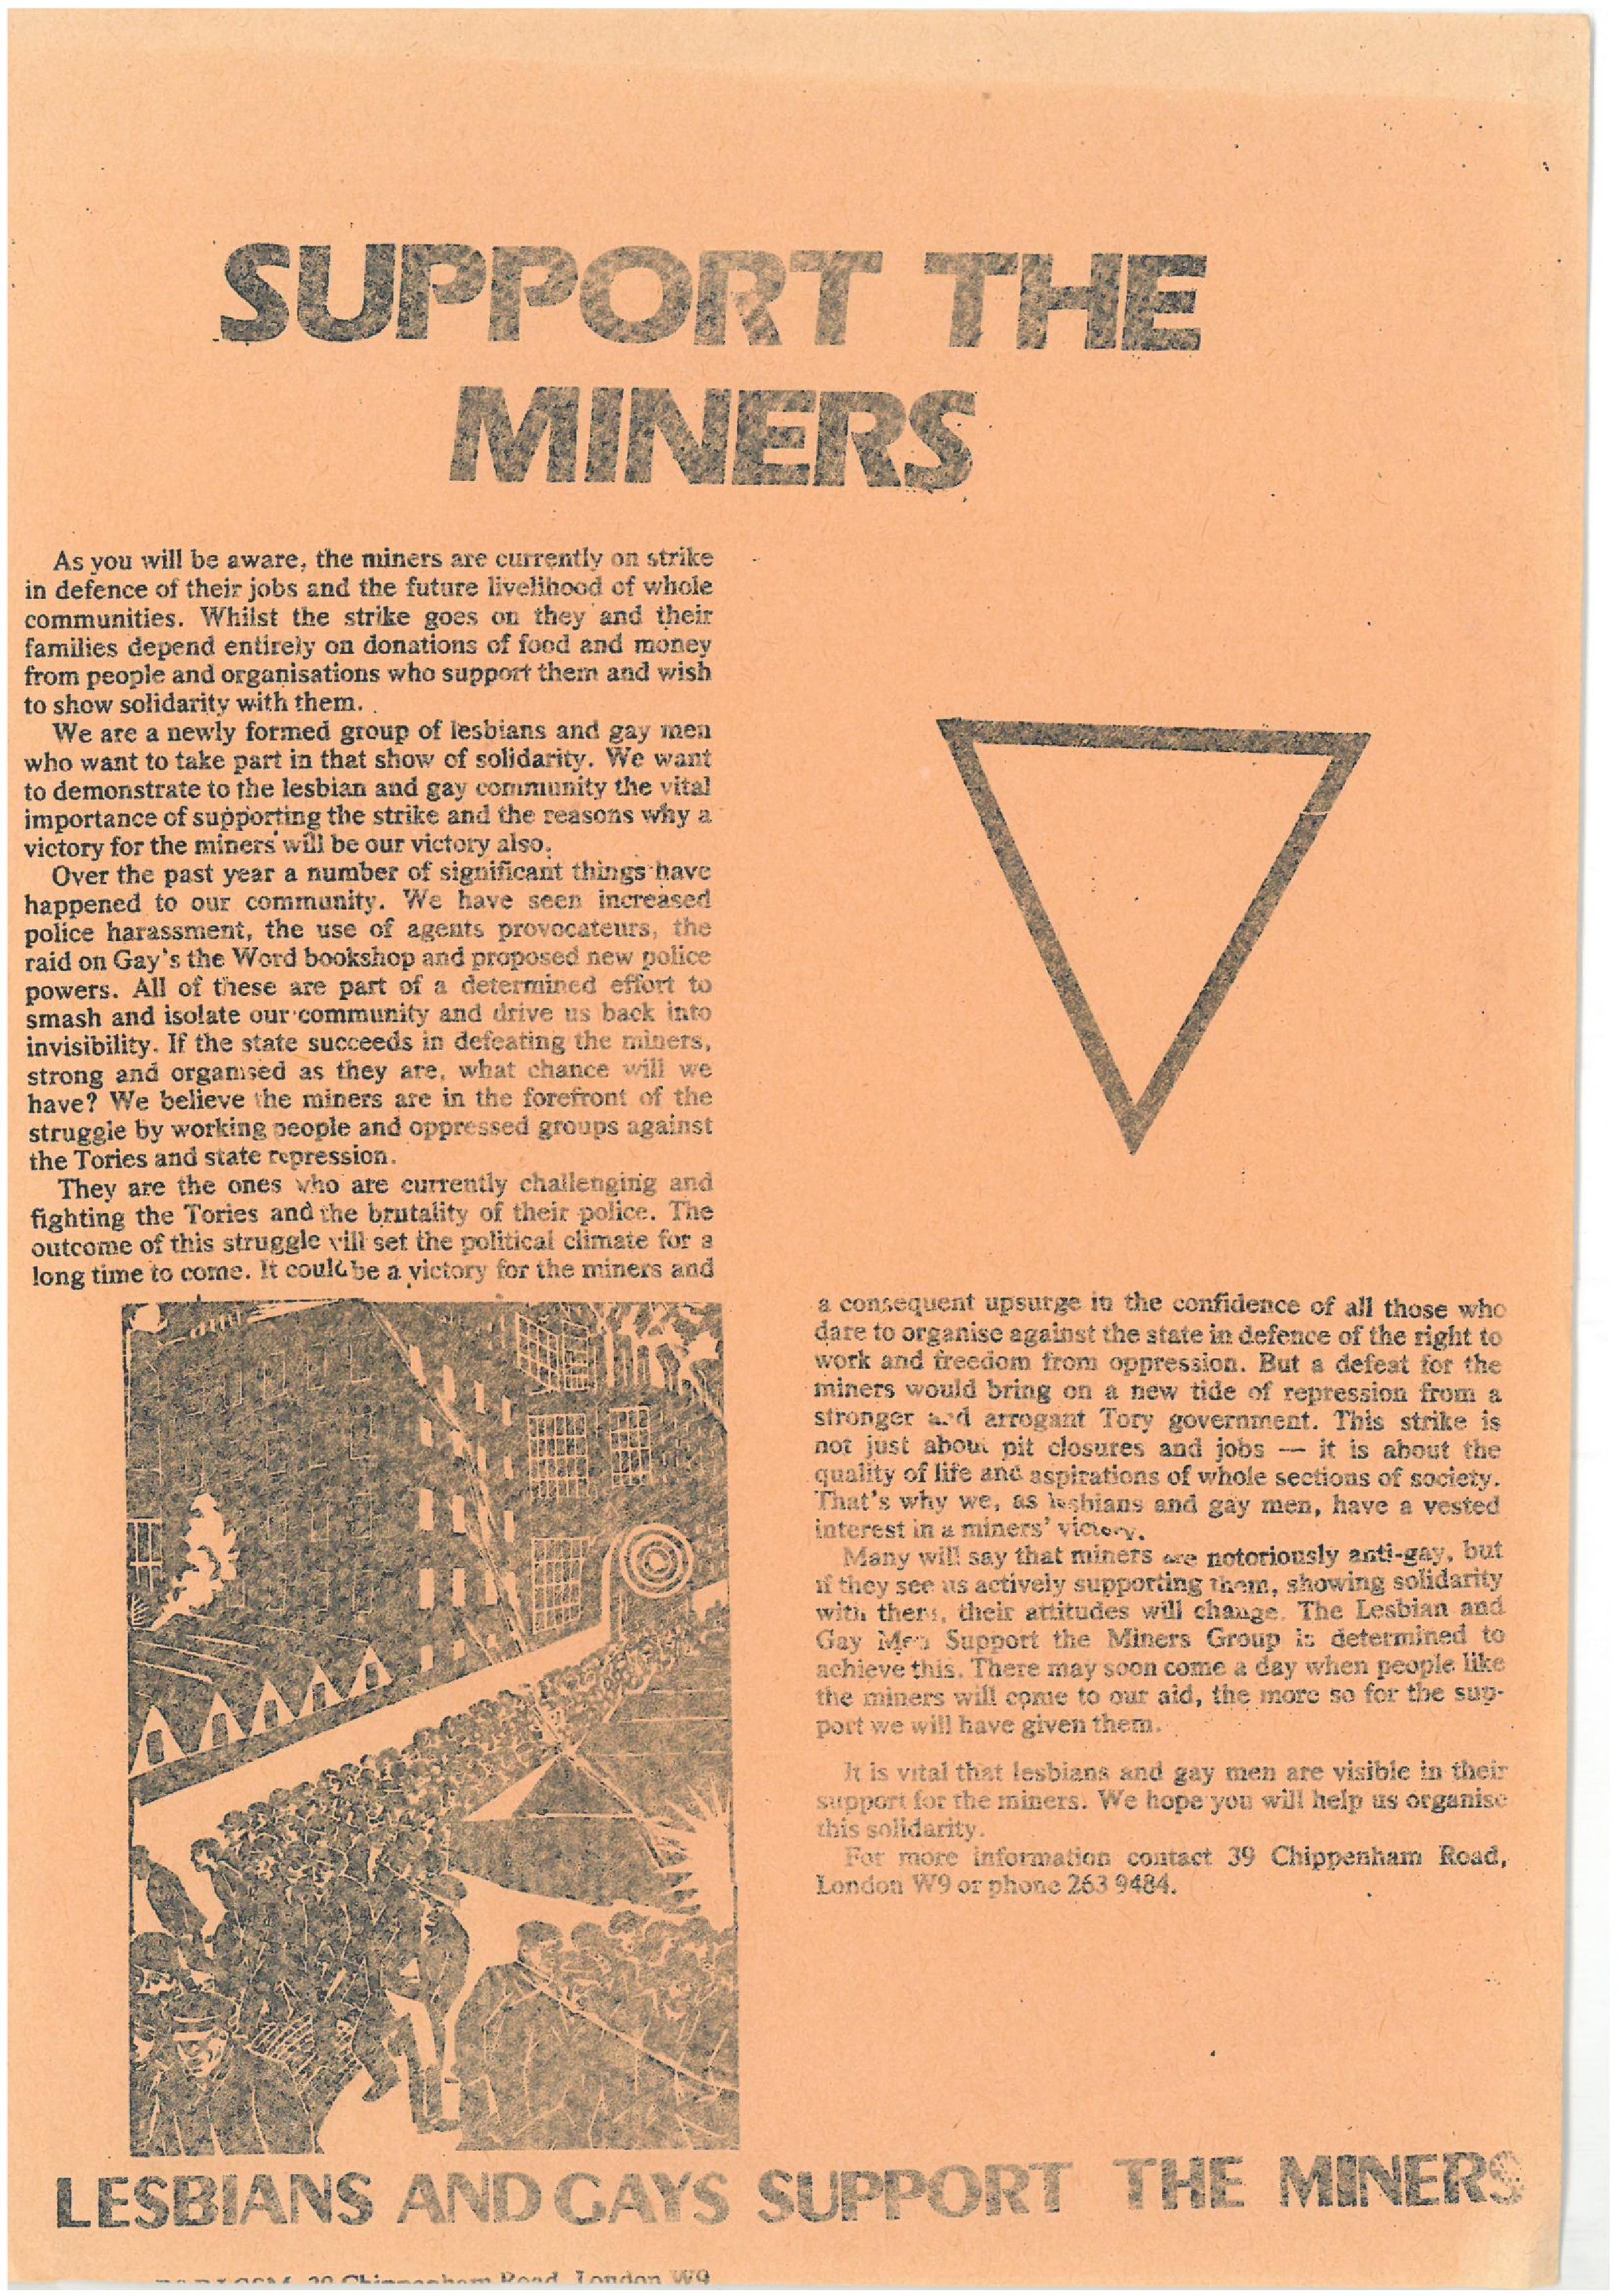 SUPPORT THE
MINERS
As you will be aware, the miners are currently on strike
in defence of their jobs and the future livelihood of whole
communities. Whilst the strike goes on they and their
families depend entirely on donations of food and money
from people and organisations who support them and wish
to show solidarity with them.
We are a newly formed group of lesbians and gay men
who want to take part in that show of solidarity. We want
to demonstrate to the lesbian and gay community the vital
importance of supporting the strike and the reasons why a
victory for the miners will be our victory also.
Over the past year a number of significant things have
happened to our community. We have seen increased
police harassment, the use of agents provocateurs, the
raid on Gay's the Word bookshop and proposed new police
powers. All of these are part of a determined effort to
smash and isolate our community and drive us back into
invisibility. If the state succeeds in defeating the miners,
strong and organised as they are, what chance will we
have? We believe the miners are in the forefront of the
struggle by working people and oppressed groups against
the Tories and state repression.
They are the ones who are currently challenging and
fighting the Tories and the brutality of their police. The
outcome of this struggle will set the political climate for a
long time to come. It could be a victory for the miners and
a consequent upsurge in the confidence of all those who
dare to organise against the state in defence of the right to
work and freedom from oppression. But a defeat for the
miners would bring on a new tide of repression from a
stronger and arrogant Tory government. This strike is
not just about pit closures and jobs — it is about the
quality of life and aspirations of whole sections of society.
That's why we, as lesbians and gay men, have a vested
interest in a miners' victory.
Many will say that miners are notoriously anti-gay, but
if they see us actively supporting them, showing solidarity
with them, their attitudes will change. The Lesbian and
Gay Men Support the Miners Group is determined to
achieve this. There may soon come a day when people like
the miners will come to our aid, the more so for the sup-
port we will have given them.
It is vital that lesbians and gay men are visible in their
support for the miners. We hope you will help us organise
this solidarity.
For more information contact 39 Chippenham Road,
London W9 or phone 263 9484.
LESBIANS AND GAYS SUPPORT THE MINERS
39 Chippenham Road, London W9